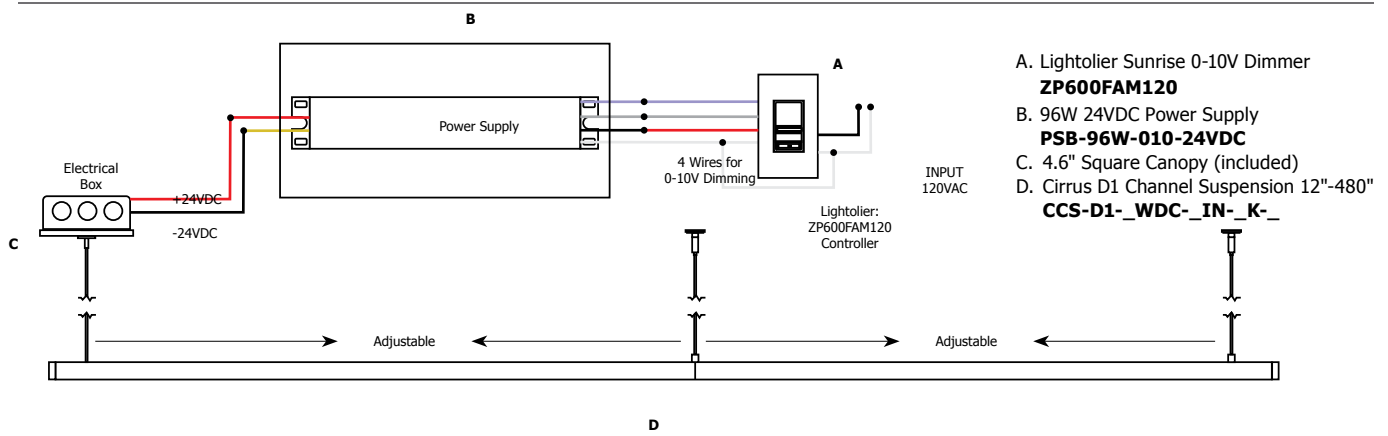 B
A
Power Supply
4 Wires for
0-10V Dimming
INPUT
120VAC
Lightolier:
ZP600FAM120
Controller
Electrical
Box
+24VDC
-24VDC
C
Adjustable
Adjustable
D
A. Lightolier Sunrise 0-10V Dimmer
ZP600FAM120
B. 96W 24VDC Power Supply
PSB-96W-010-24VDC
C. 4.6" Square Canopy (included)
D. Cirrus D1 Channel Suspension 12"-480"
CCS-D1-_WDC-_IN-_K-_